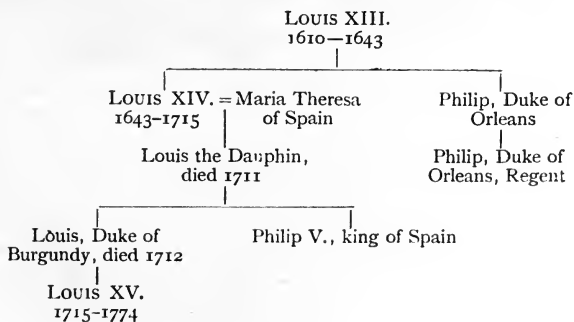 LOUIS XIII.
1610—1643
LOUIS XIV. = Maria Theresa
1643-1715 of Spain
Philip, Duke of
Orleans
Louis the Dauphin,
died 1711
Philip, Duke of
Orleans, Regent
Louis, Duke of
Burgundy, died 1712
Philip V., king of Spain
LOUIS XV.
1715-1774